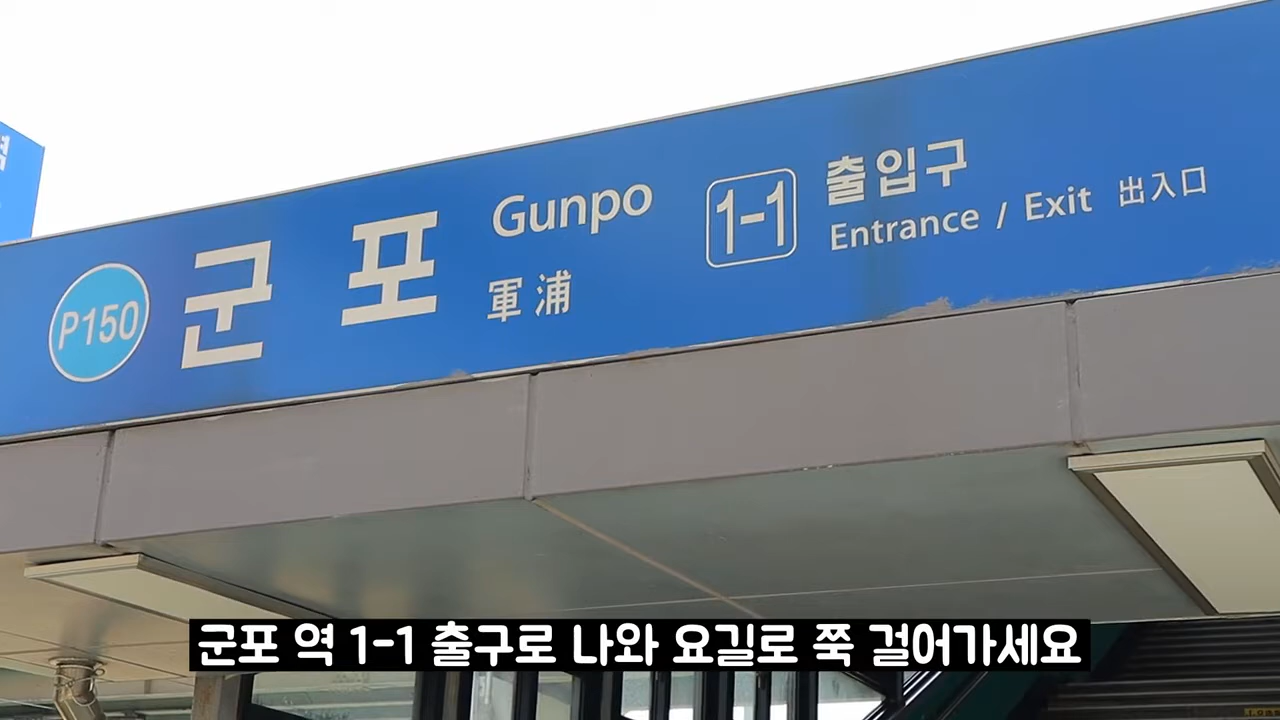 P150
군포
Gunpo
軍浦
1-1
출입구
Entrance / Exit 出入口
군포 역 1-1 출구로 나와 요길로 쭉 걸어가세요